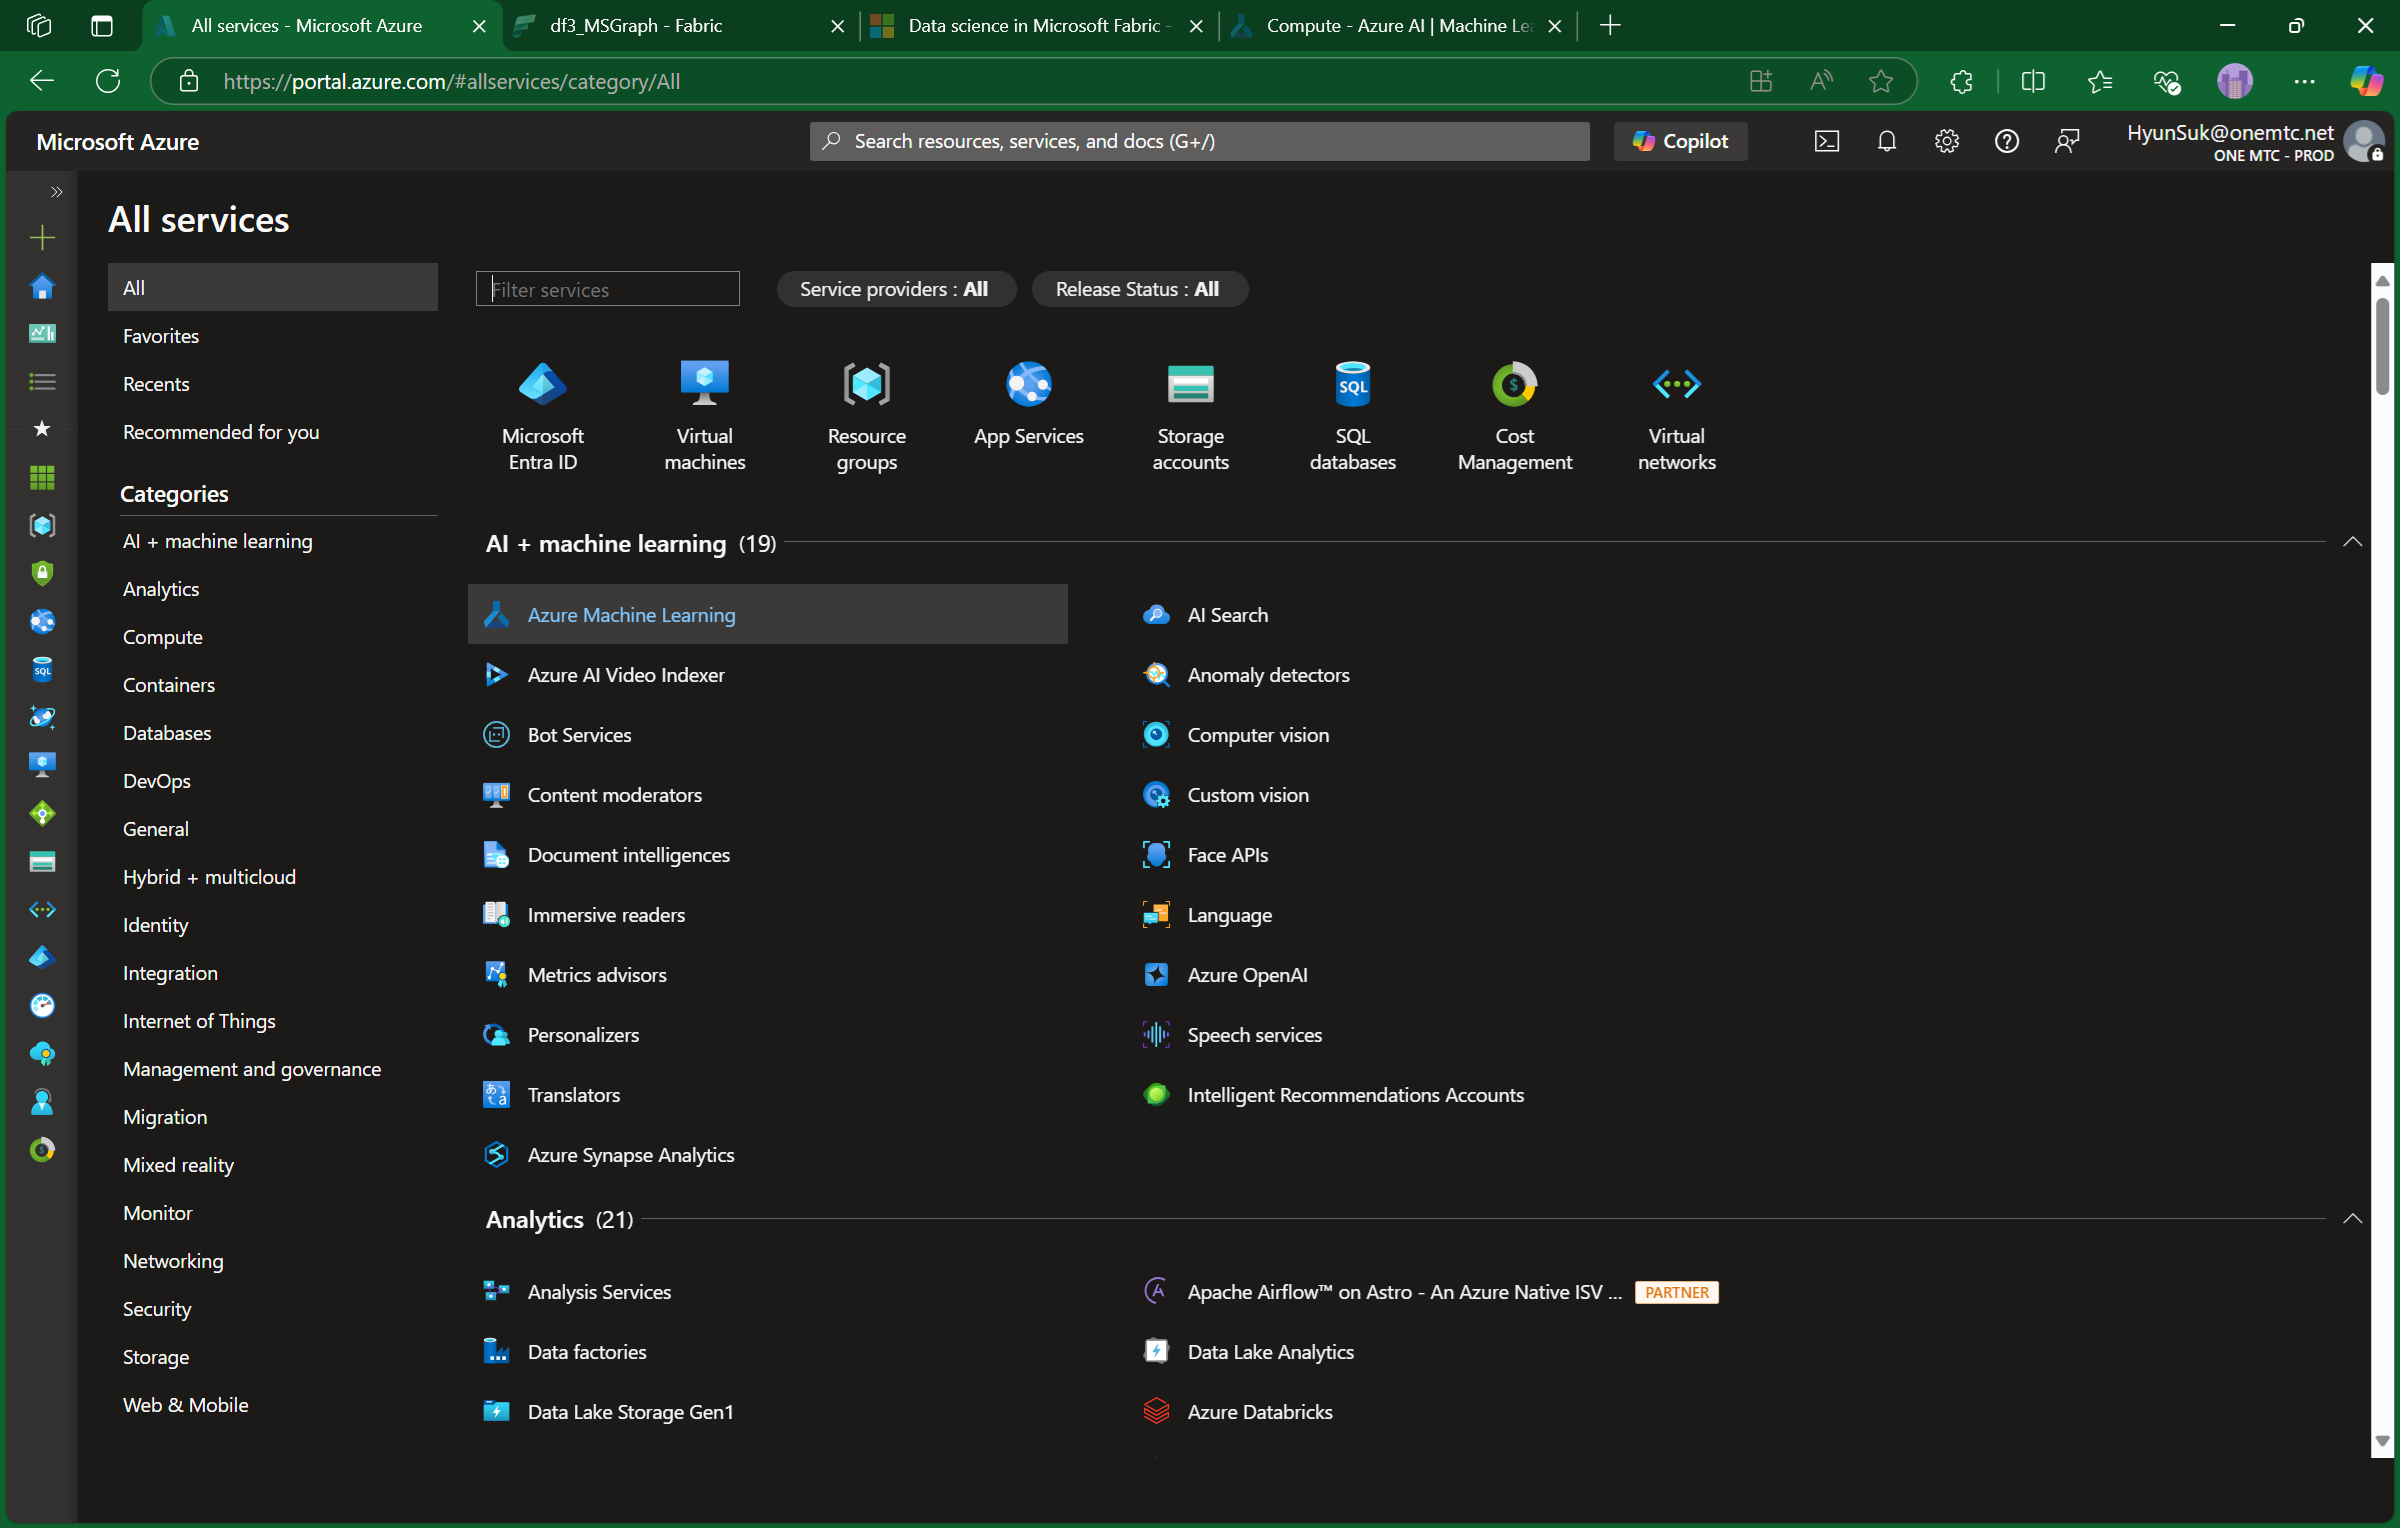 All services - Microsoft Azure
df3_MSGraph - Fabric
Data science in Microsoft Fabric -
Compute - Azure AI | Machine Lea
https://portal.azure.com/#allservices/category/All
Microsoft Azure
Search resources, services, and docs (G+/)
Copilot
HyunSuk@onemtc.net
ONE MTC - PROD
All services
All
Favorites
Recents
Recommended for you
Categories
AI + machine learning
Analytics
Compute
Containers
Databases
DevOps
General
Hybrid + multicloud
Identity
Integration
Internet of Things
Management and governance
Migration
Mixed reality
Monitor
Networking
Security
Storage
Web & Mobile
Filter services
Service providers : All
Release Status : All
Microsoft
Entra ID
Virtual
machines
Resource
groups
App Services
Storage
accounts
SQL
SQL
databases
Cost
Management
Virtual
networks
AI + machine learning (19)
Azure Machine Learning
AI Search
Azure AI Video Indexer
Anomaly detectors
Bot Services
Computer vision
Content moderators
Custom vision
Document intelligences
Face APIs
Immersive readers
Language
Metrics advisors
Azure OpenAI
Personalizers
Speech services
Translators
Intelligent Recommendations Accounts
Azure Synapse Analytics
Analytics (21)
Analysis Services
Apache Airflow™ on Astro - An Azure Native ISV ... PARTNER
Data factories
Data Lake Analytics
Data Lake Storage Gen1
Azure Databricks